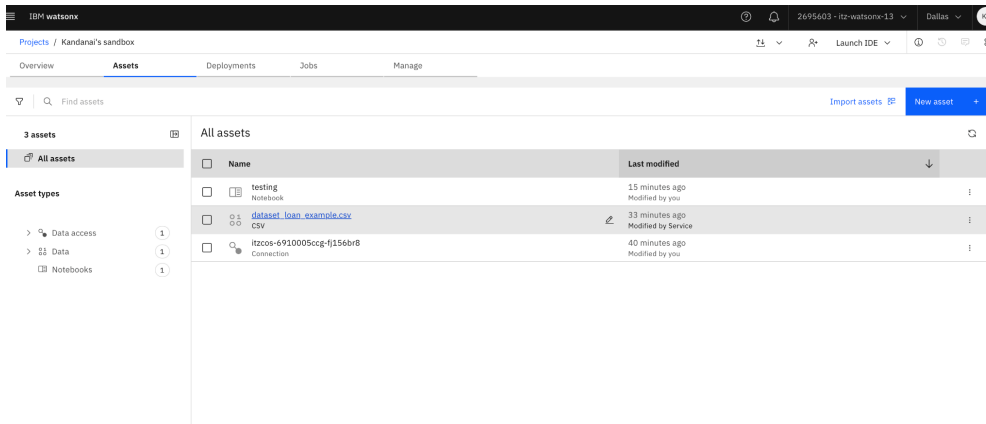 IBM watsonx
2695603 - itz-watsonx-13
Dallas
Projects / Kandanai's sandbox
Launch IDE
Overview
Assets
Deployments
Jobs
Manage
Find assets
Import assets
New asset +
3 assets
All assets
All assets
Name
Last modified
Asset types
testing
Notebook
15 minutes ago
Modified by you
dataset_loan_example.csv
CSV
33 minutes ago
Modified by Service
itzcos-6910005ccg-fj156br8
Connection
40 minutes ago
Modified by you
Data access
1
Data
1
Notebooks
1